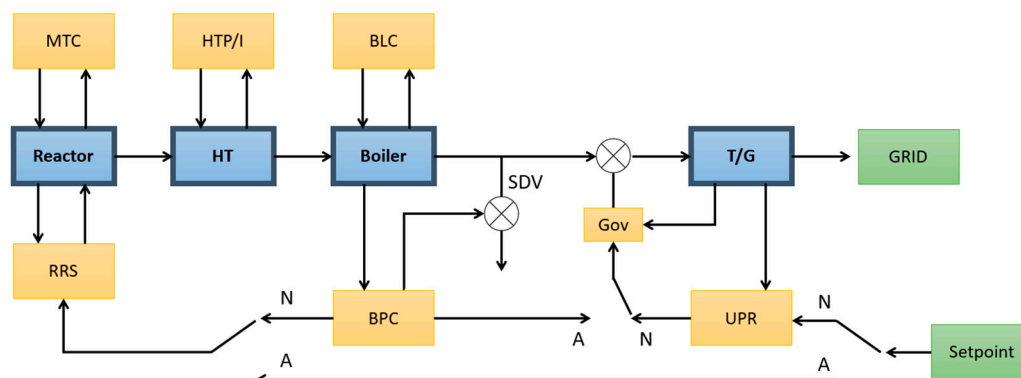 MTC
HTP/I
BLC
Reactor
HT
Boiler
T/G
GRID
SDV
Gov
RRS
N
BPC
A
N
UPR
N
Setpoint
A
A